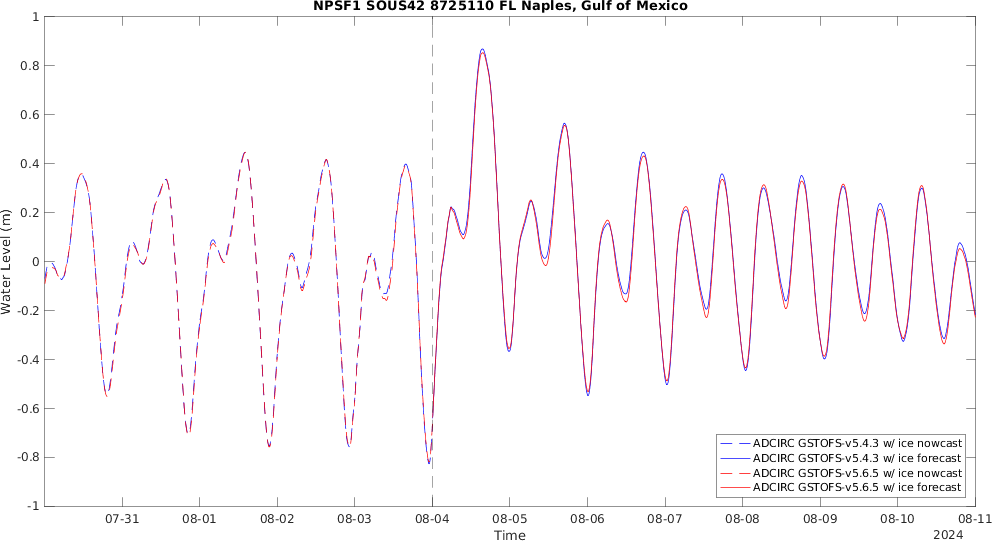 NPSF1 SOUS42 8725110 FL Naples, Gulf of Mexico
1
0.8
0.6
0.4
0.2
0
-0.2
-0.4
-0.6
-0.8
-1
Water Level (m)
07-31 08-01 08-02 08-03 08-04 08-05 08-06 08-07 08-08 08-09 08-10 08-11
Time
2024
ADCIRC GSTOFS-v5.4.3 w/ ice nowcast
ADCIRC GSTOFS-v5.4.3 w/ ice forecast
ADCIRC GSTOFS-v5.6.5 w/ ice nowcast
ADCIRC GSTOFS-v5.6.5 w/ ice forecast